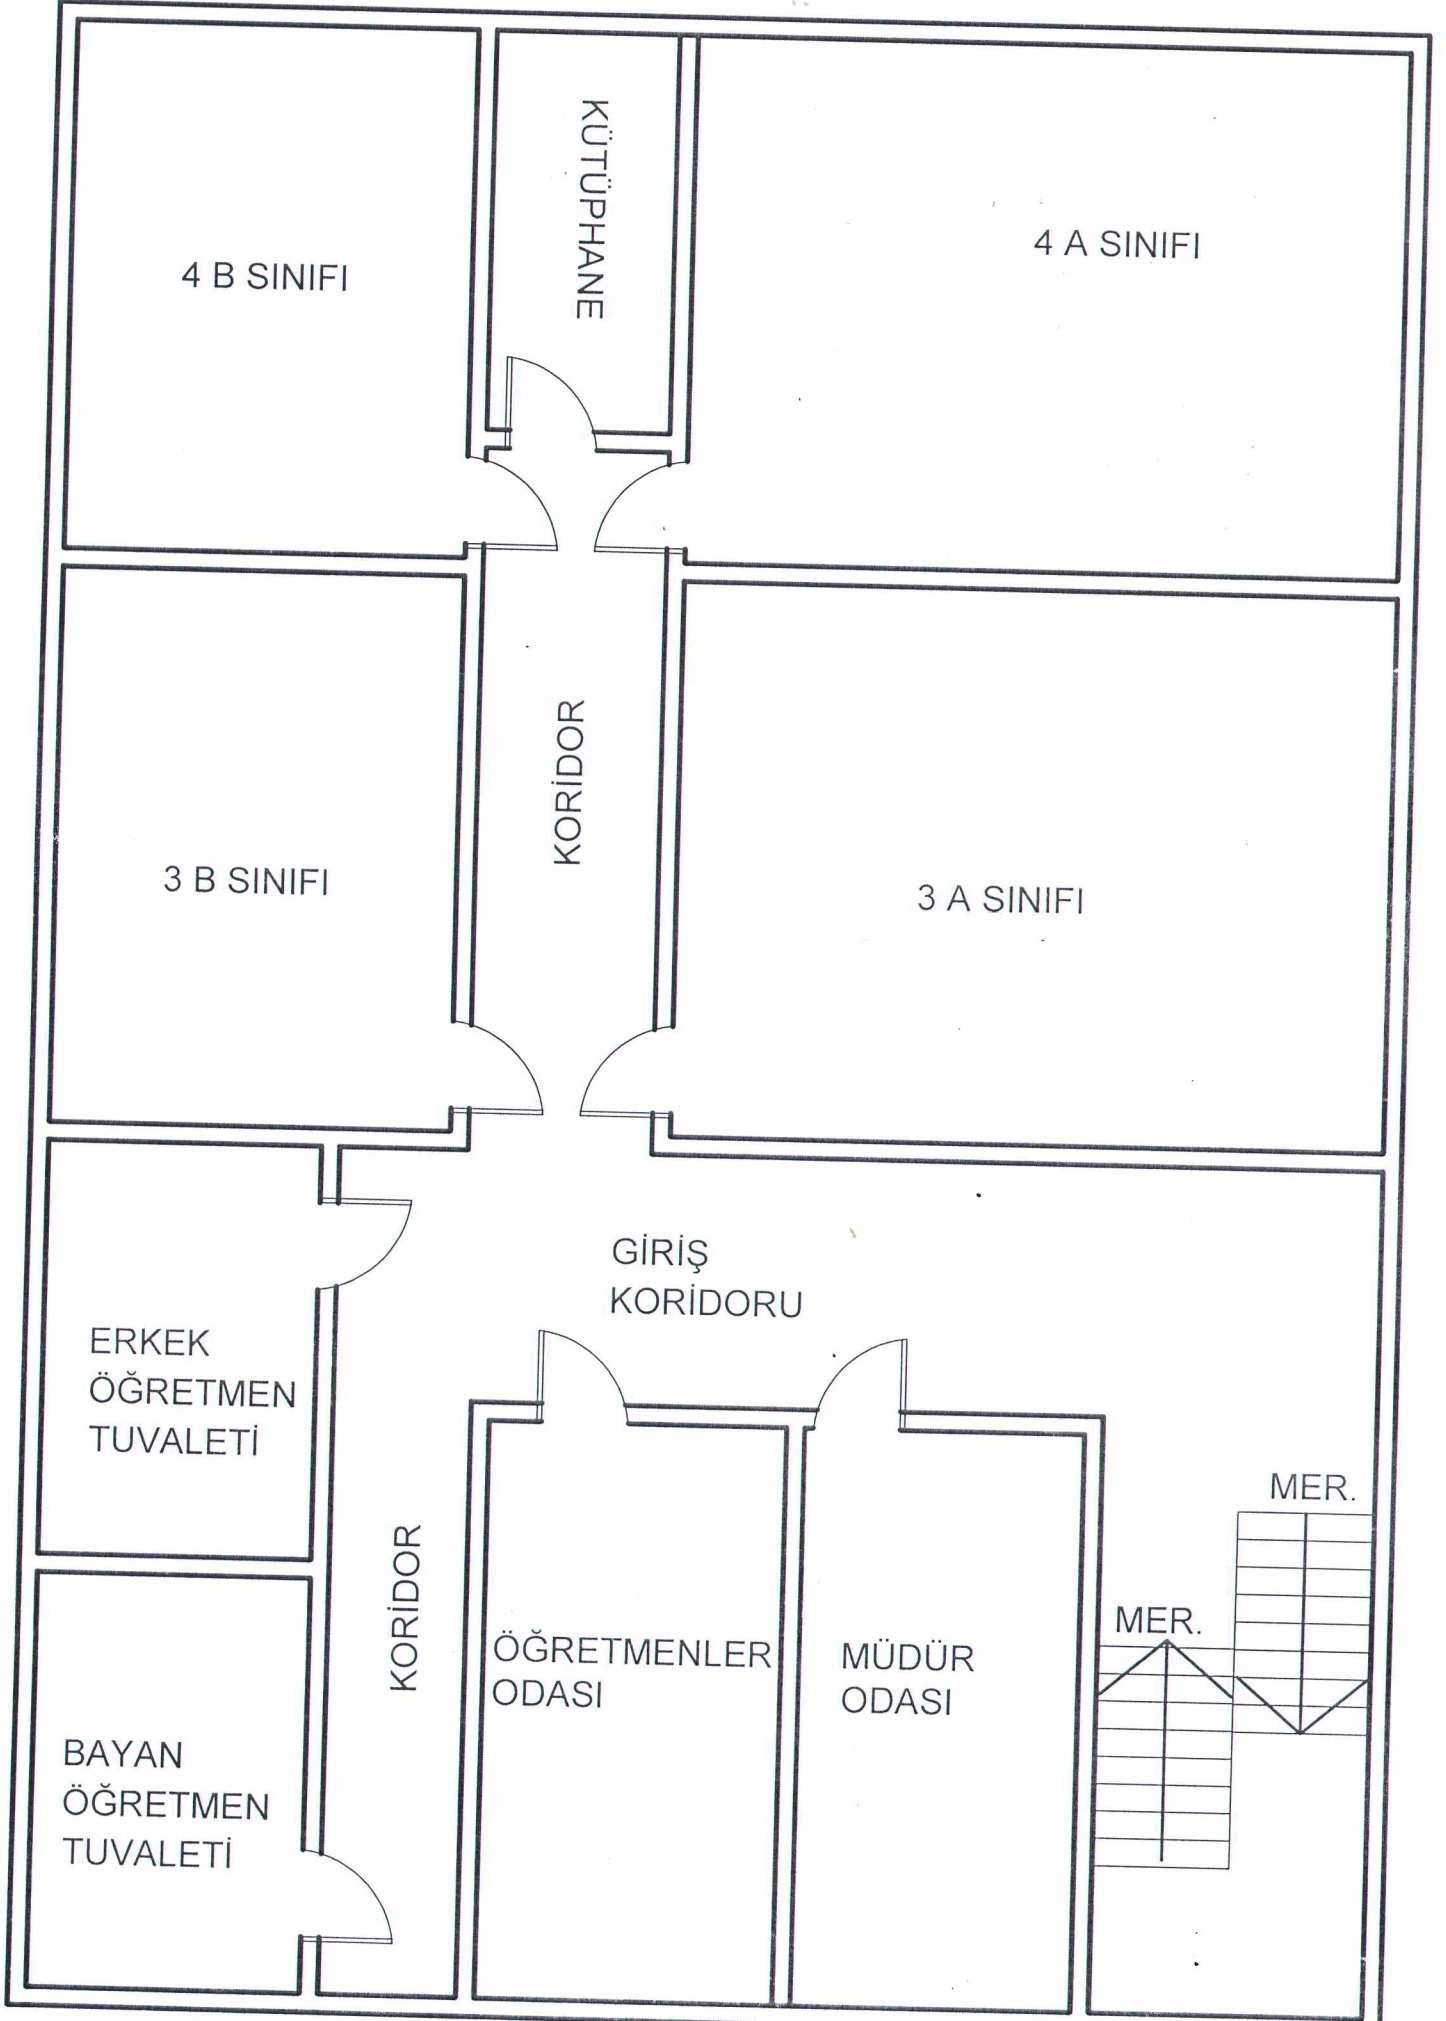 KÜTÜPHANE
4 B SINIFI
4 A SINIFI
KORİDOR
3 B SINIFI
3 A SINIFI
GİRİŞ
KORİDORU
ERKEK
ÖĞRETMEN
TUVALETİ
KORİDOR
ÖĞRETMENLER
ODASI
MÜDÜR
ODASI
MER.
MER.
BAYAN
ÖĞRETMEN
TUVALETİ